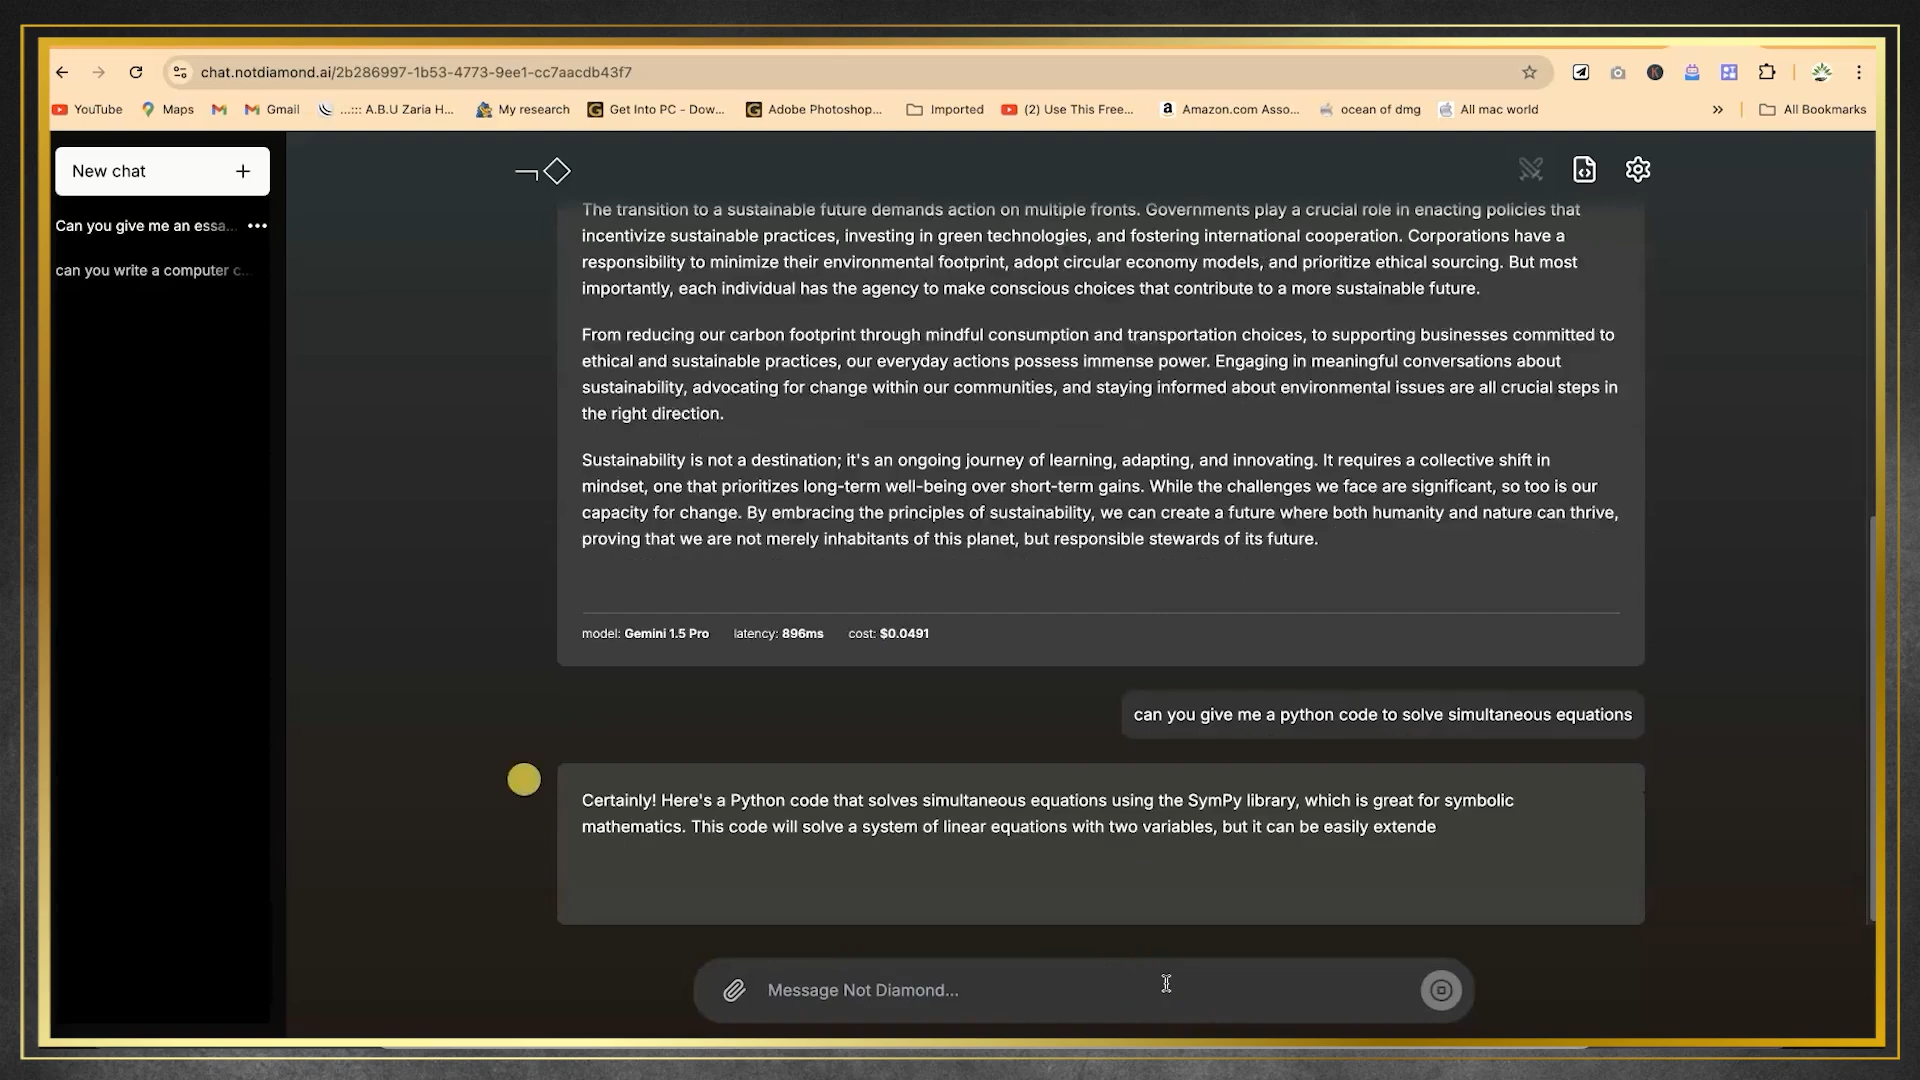 chat.notdiamond.ai/2b286997-1b53-4773-9ee1-cc7aacdb43f7
YouTube
Maps
Gmail
...::: A.B.U Zaria H...
My research
Get Into PC - Dow...
Adobe Photoshop...
Imported
(2) Use This Free...
Amazon.com Asso...
ocean of dmg
All mac world
»
All Bookmarks
New chat +
Can you give me an essa... •••
can you write a computer c...
The transition to a sustainable future demands action on multiple fronts. Governments play a crucial role in enacting policies that
incentivize sustainable practices, investing in green technologies, and fostering international cooperation. Corporations have a
responsibility to minimize their environmental footprint, adopt circular economy models, and prioritize ethical sourcing. But most
importantly, each individual has the agency to make conscious choices that contribute to a more sustainable future.
From reducing our carbon footprint through mindful consumption and transportation choices, to supporting businesses committed to
ethical and sustainable practices, our everyday actions possess immense power. Engaging in meaningful conversations about
sustainability, advocating for change within our communities, and staying informed about environmental issues are all crucial steps in
the right direction.
Sustainability is not a destination; it's an ongoing journey of learning, adapting, and innovating. It requires a collective shift in
mindset, one that prioritizes long-term well-being over short-term gains. While the challenges we face are significant, so too is our
capacity for change. By embracing the principles of sustainability, we can create a future where both humanity and nature can thrive,
proving that we are not merely inhabitants of this planet, but responsible stewards of its future.
model: Gemini 1.5 Pro latency: 896ms cost: $0.0491
can you give me a python code to solve simultaneous equations
Certainly! Here's a Python code that solves simultaneous equations using the SymPy library, which is great for symbolic
mathematics. This code will solve a system of linear equations with two variables, but it can be easily extende
Message Not Diamond...